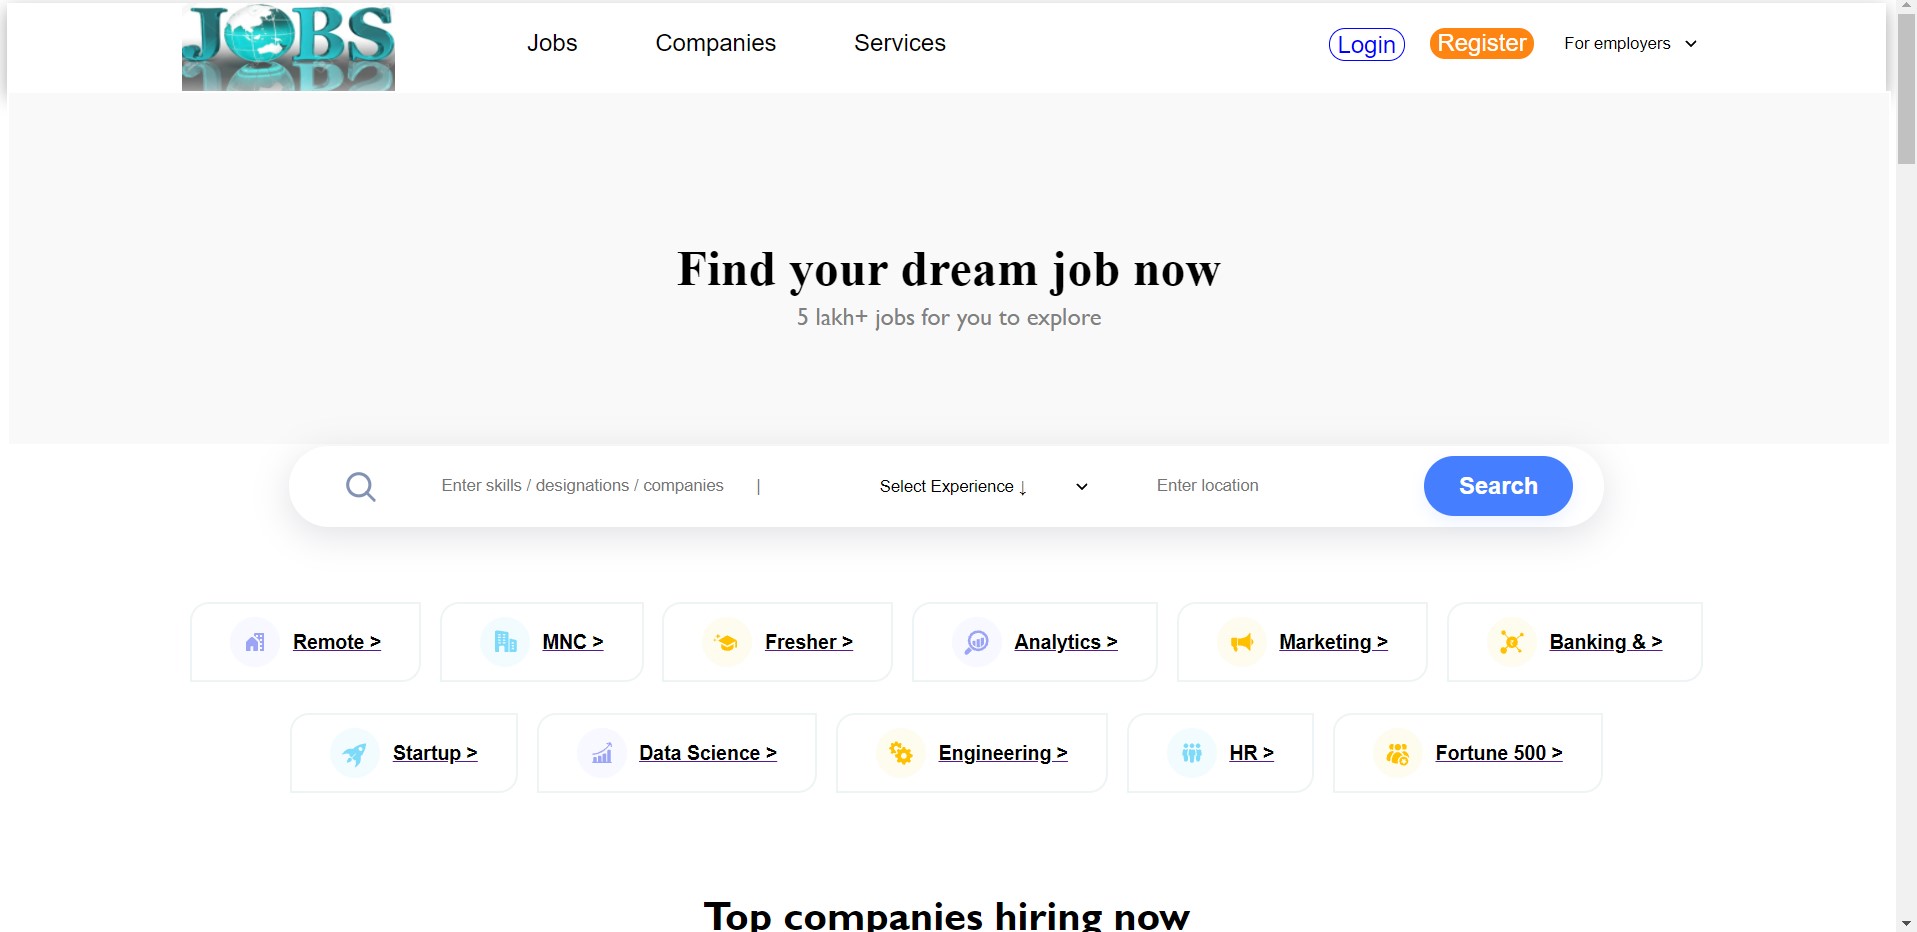 JOBS
Jobs Companies Services Login Register For employers
Find your dream job now
5 lakh+ jobs for you to explore
Enter skills / designations / companies | Select Experience ↓ Enter location Search
Remote > MNC > Fresher > Analytics > Marketing > Banking & >
Startup > Data Science > Engineering > HR > Fortune 500 >
Top companies hiring now